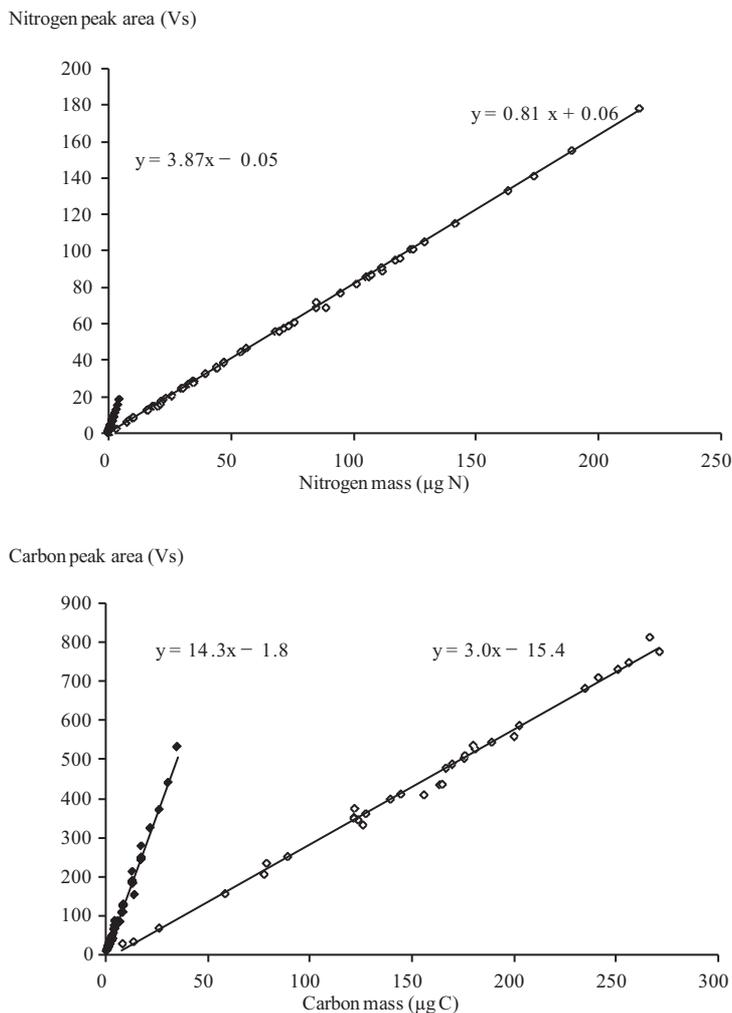 Nitrogen peak area (Vs)
200
180
160
140
120
100
80
60
40
20
0
y = 3.87x − 0.05
y = 0.81 x + 0.06
0 50 100 150 200 250
Nitrogen mass (µg N)
Carbon peak area (Vs)
900
800
700
600
500
400
300
200
100
0
y = 14.3x − 1.8
y = 3.0x − 15.4
0 50 100 150 200 250 300
Carbon mass (µg C)